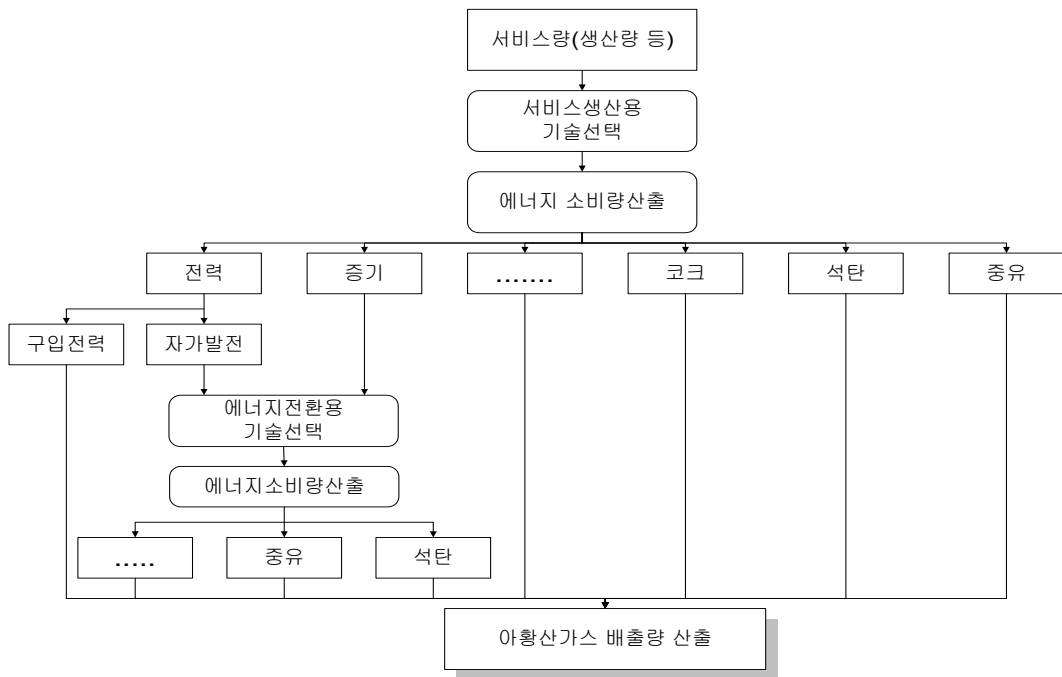 서비스량(생산량 등)
서비스생산용
기술선택
에너지 소비량산출
전력
증기
.......
코크
석탄
중유
구입전력
자가발전
에너지전환용
기술선택
에너지소비량산출
.....
중유
석탄
아황산가스 배출량 산출